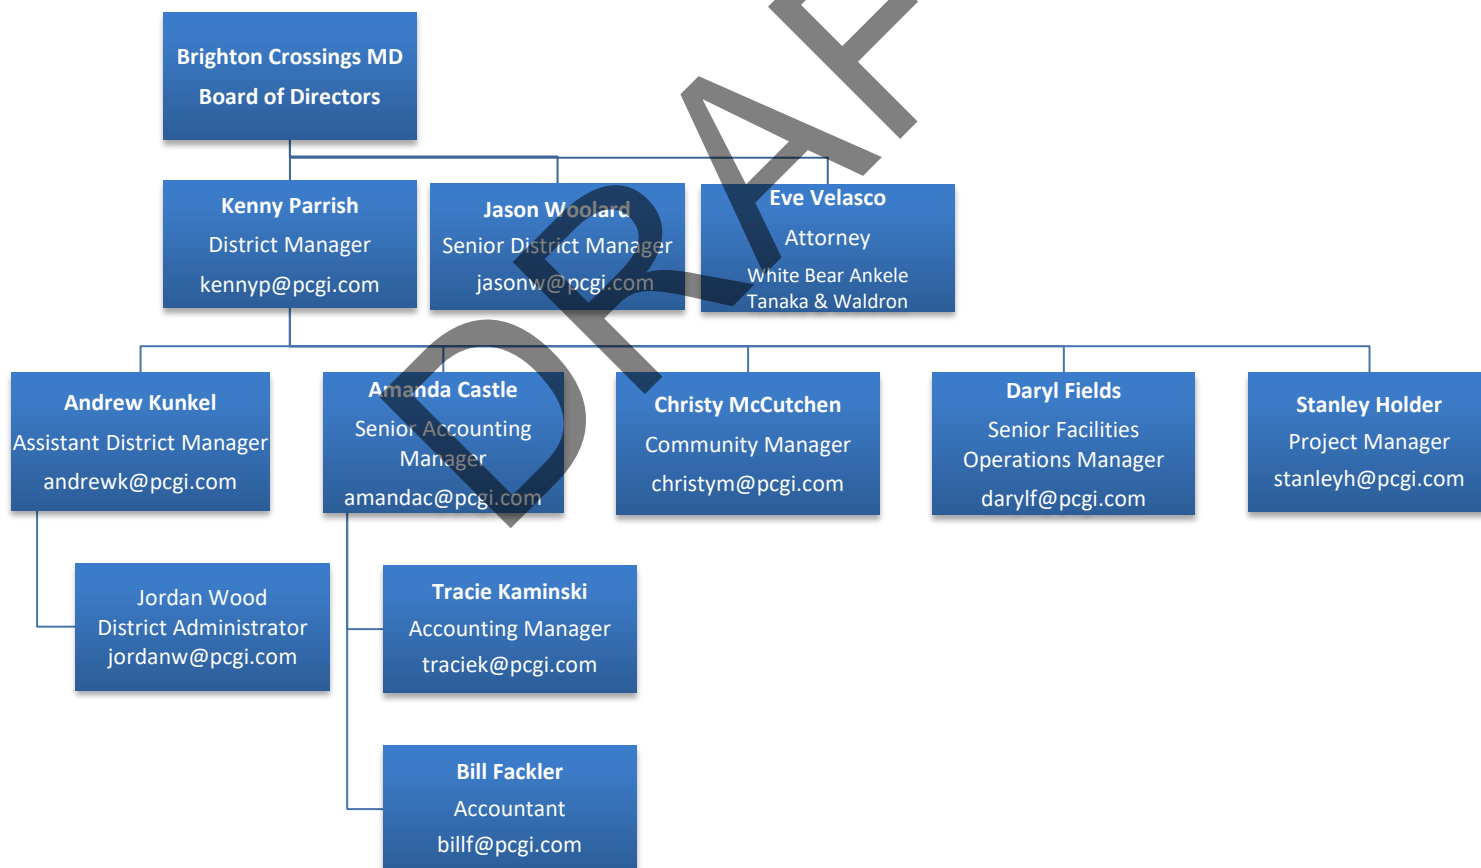 Brighton Crossings MD
Board of Directors
Kenny Parrish
District Manager
kennyp@pcgi.com
Jason Woolard
Senior District Manager
jasonw@pcgi.com
Eve Velasco
Attorney
White Bear Ankele
Tanaka & Waldron
Andrew Kunkel
Assistant District Manager
andrewk@pcgi.com
Amanda Castle
Senior Accounting
Manager
amandac@pcgi.com
Christy McCutchen
Community Manager
christym@pcgi.com
Daryl Fields
Senior Facilities
Operations Manager
darylf@pcgi.com
Stanley Holder
Project Manager
stanleyh@pcgi.com
Jordan Wood
District Administrator
jordanw@pcgi.com
Tracie Kaminski
Accounting Manager
traciek@pcgi.com
Bill Fackler
Accountant
billf@pcgi.com
DRAF